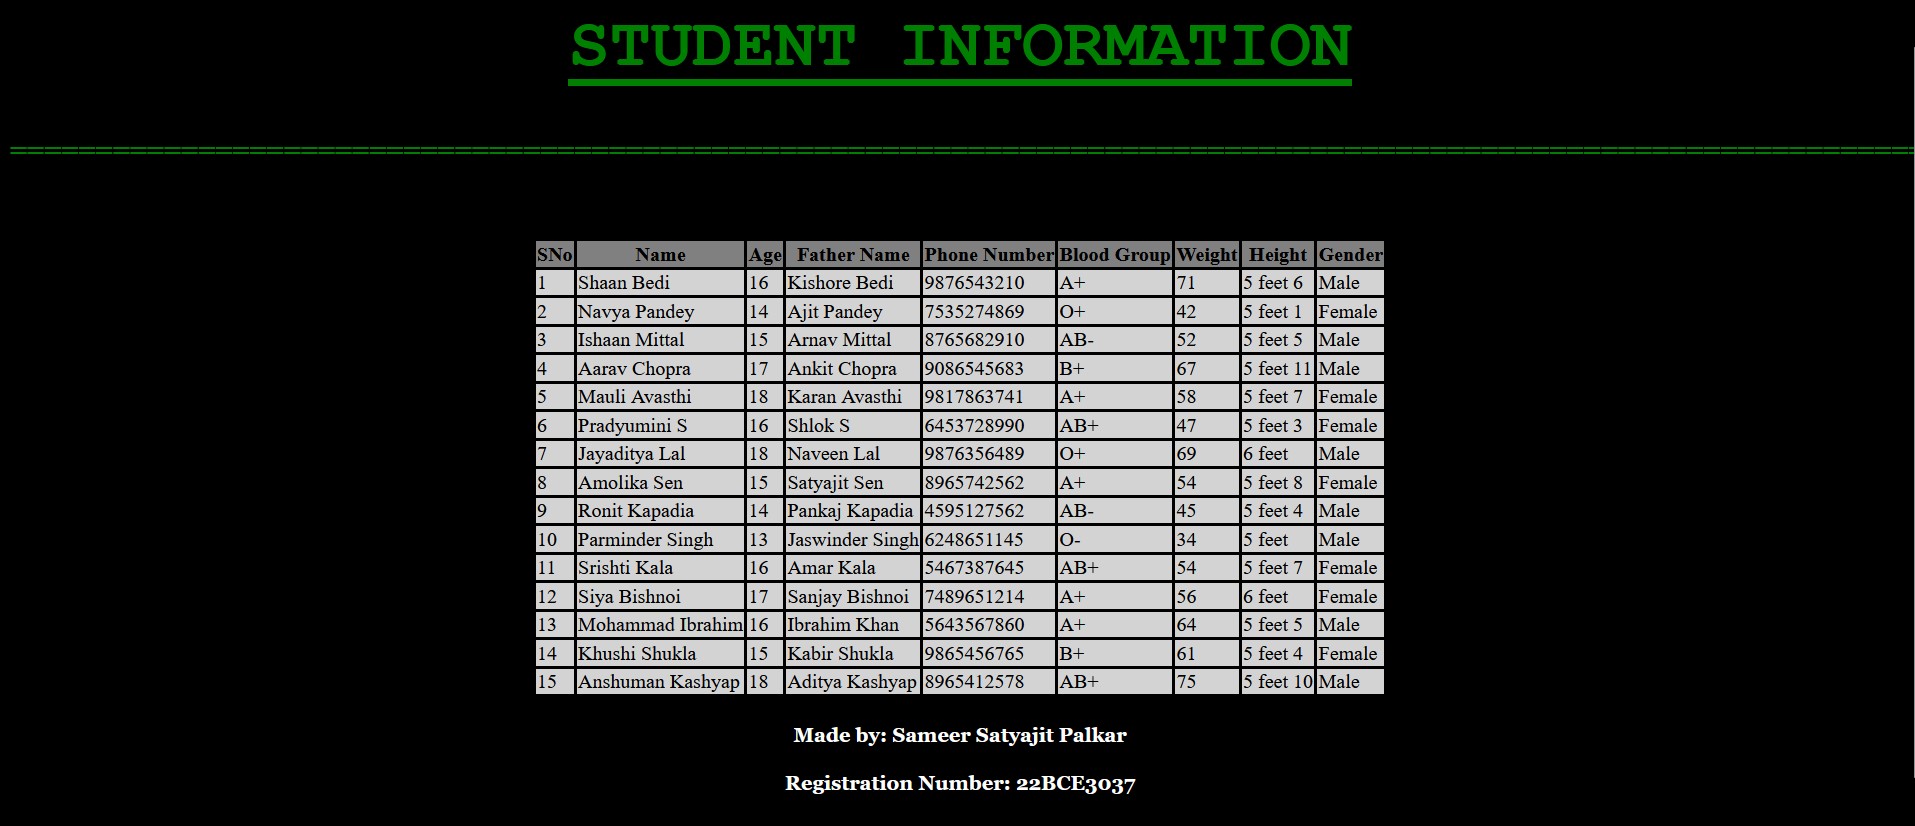 STUDENT INFORMATION
================================================================================================================
SNo Name Age Father Name Phone Number Blood Group Weight Height Gender
1 Shaan Bedi 16 Kishore Bedi 9876543210 A+ 71 5 feet 6 Male
2 Navya Pandey 14 Ajit Pandey 7535274869 O+ 42 5 feet 1 Female
3 Ishaan Mittal 15 Arnav Mittal 8765682910 AB- 52 5 feet 5 Male
4 Aarav Chopra 17 Ankit Chopra 9086545683 B+ 67 5 feet 11 Male
5 Mauli Avasthi 18 Karan Avasthi 9817863741 A+ 58 5 feet 7 Female
6 Pradyumini S 16 Shlok S 6453728990 AB+ 47 5 feet 3 Female
7 Jayaditya Lal 18 Naveen Lal 9876356489 O+ 69 6 feet Male
8 Amolika Sen 15 Satyajit Sen 8965742562 A+ 54 5 feet 8 Female
9 Ronit Kapadia 14 Pankaj Kapadia 4595127562 AB- 45 5 feet 4 Male
10 Parminder Singh 13 Jaswinder Singh 6248651145 O- 34 5 feet Male
11 Srishti Kala 16 Amar Kala 5467387645 AB+ 54 5 feet 7 Female
12 Siya Bishnoi 17 Sanjay Bishnoi 7489651214 A+ 56 6 feet Female
13 Mohammad Ibrahim 16 Ibrahim Khan 5643567860 A+ 64 5 feet 5 Male
14 Khushi Shukla 15 Kabir Shukla 9865456765 B+ 61 5 feet 4 Female
15 Anshuman Kashyap 18 Aditya Kashyap 8965412578 AB+ 75 5 feet 10 Male
Made by: Sameer Satyajit Palkar
Registration Number: 22BCE3037